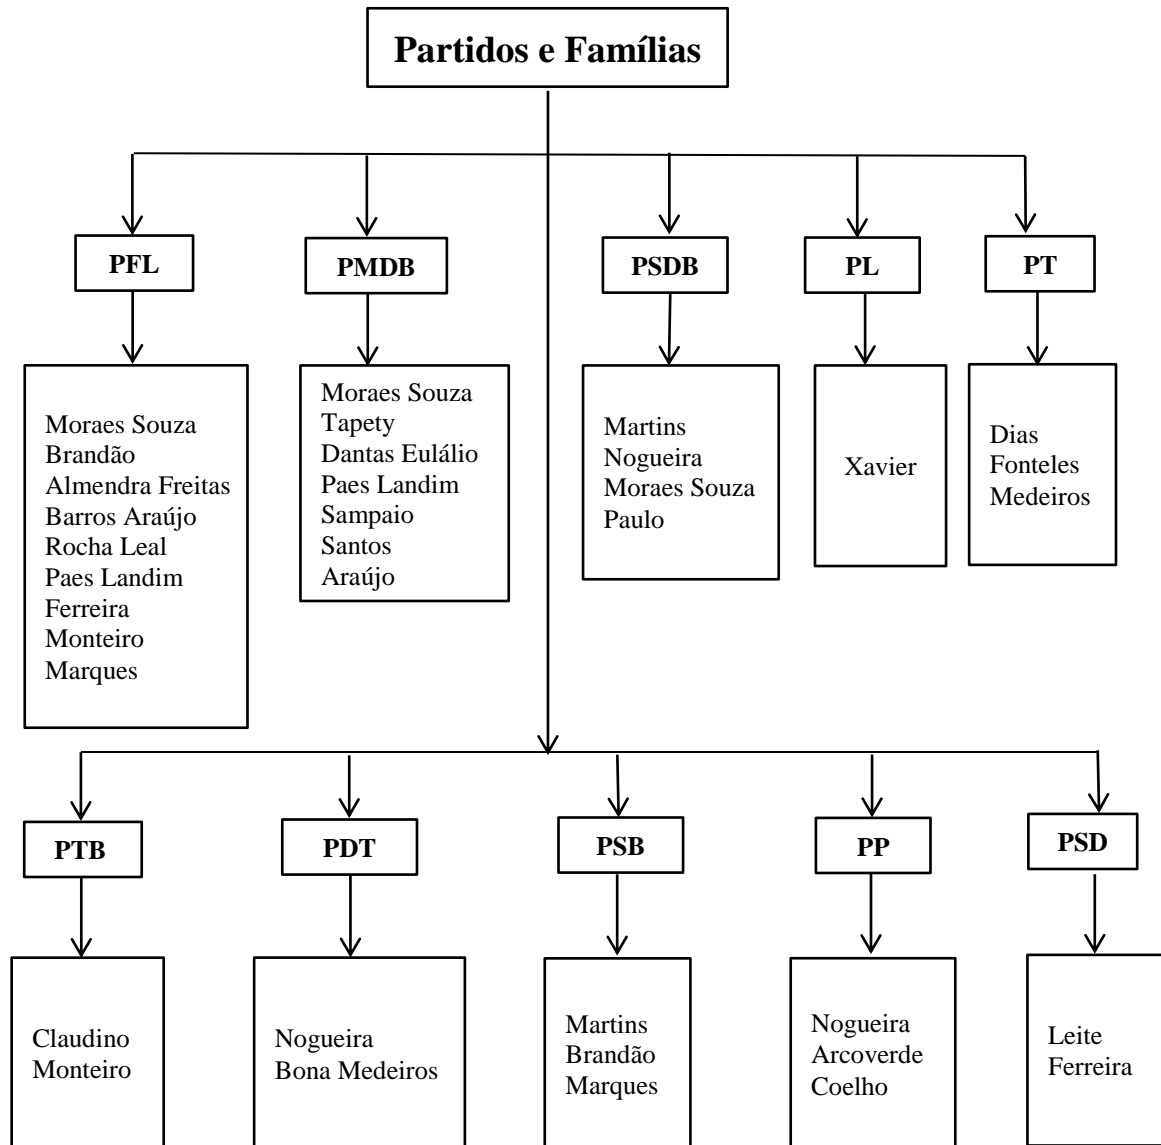 Partidos e Famílias
PFL
PMDB
PSDB
PL
PT
Moraes Souza
Brandão
Almendra Freitas
Barros Araújo
Rocha Leal
Paes Landim
Ferreira
Monteiro
Marques
Moraes Souza
Tapety
Dantas Eulálio
Paes Landim
Sampaio
Santos
Araújo
Martins
Nogueira
Moraes Souza
Paulo
Xavier
Dias
Fonteles
Medeiros
PTB
PDT
PSB
PP
PSD
Claudino
Monteiro
Nogueira
Bona Medeiros
Martins
Brandão
Marques
Nogueira
Arcoverde
Coelho
Leite
Ferreira